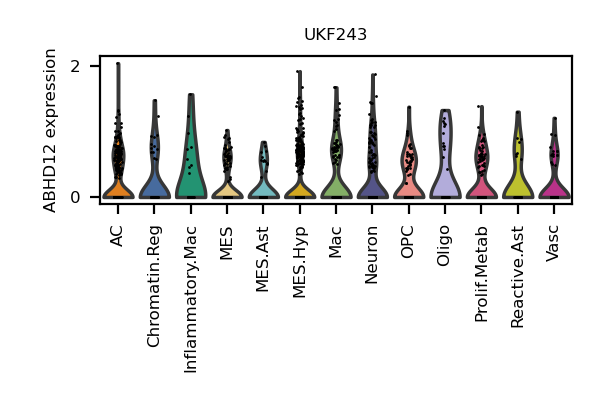 UKF243
ABHD12 expression
2
0
AC
Chromatin.Reg
Inflammatory.Mac
MES
MES.Ast
MES.Hyp
Mac
Neuron
OPC
Oligo
Prolif.Metab
Reactive.Ast
Vasc